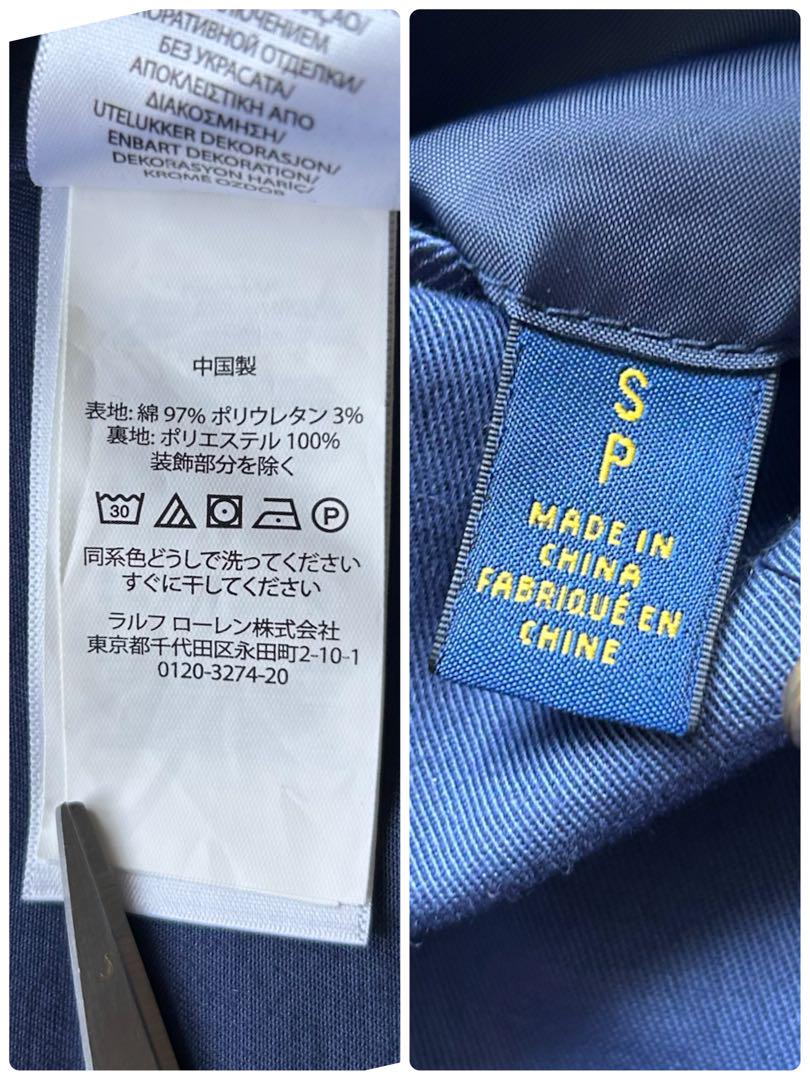 ОРАТИВНОЙ ОТДЕЛКИ/
БЕЗ УКРАСАТА/
ΑΠΟΚΛΕΙΣΤΙΚΗ ΑΠΟ
ΔΙΑΚΟΣΜΗΣΗ/
UTELUKKER DEKORASJON/
ENBART DEKORATION/
DEKORASYON HARIÇ/
KROMĚ OZDOB
中国製
表地: 綿 97% ポリウレタン 3%
裏地: ポリエステル 100%
装飾部分を除く
30 P
同系色どうしで洗ってください
すぐに干してください
ラルフ ローレン株式会社
東京都千代田区永田町2-10-1
0120-3274-20
S
P
MADE IN
CHINA
FABRIQUÉ EN
CHINE